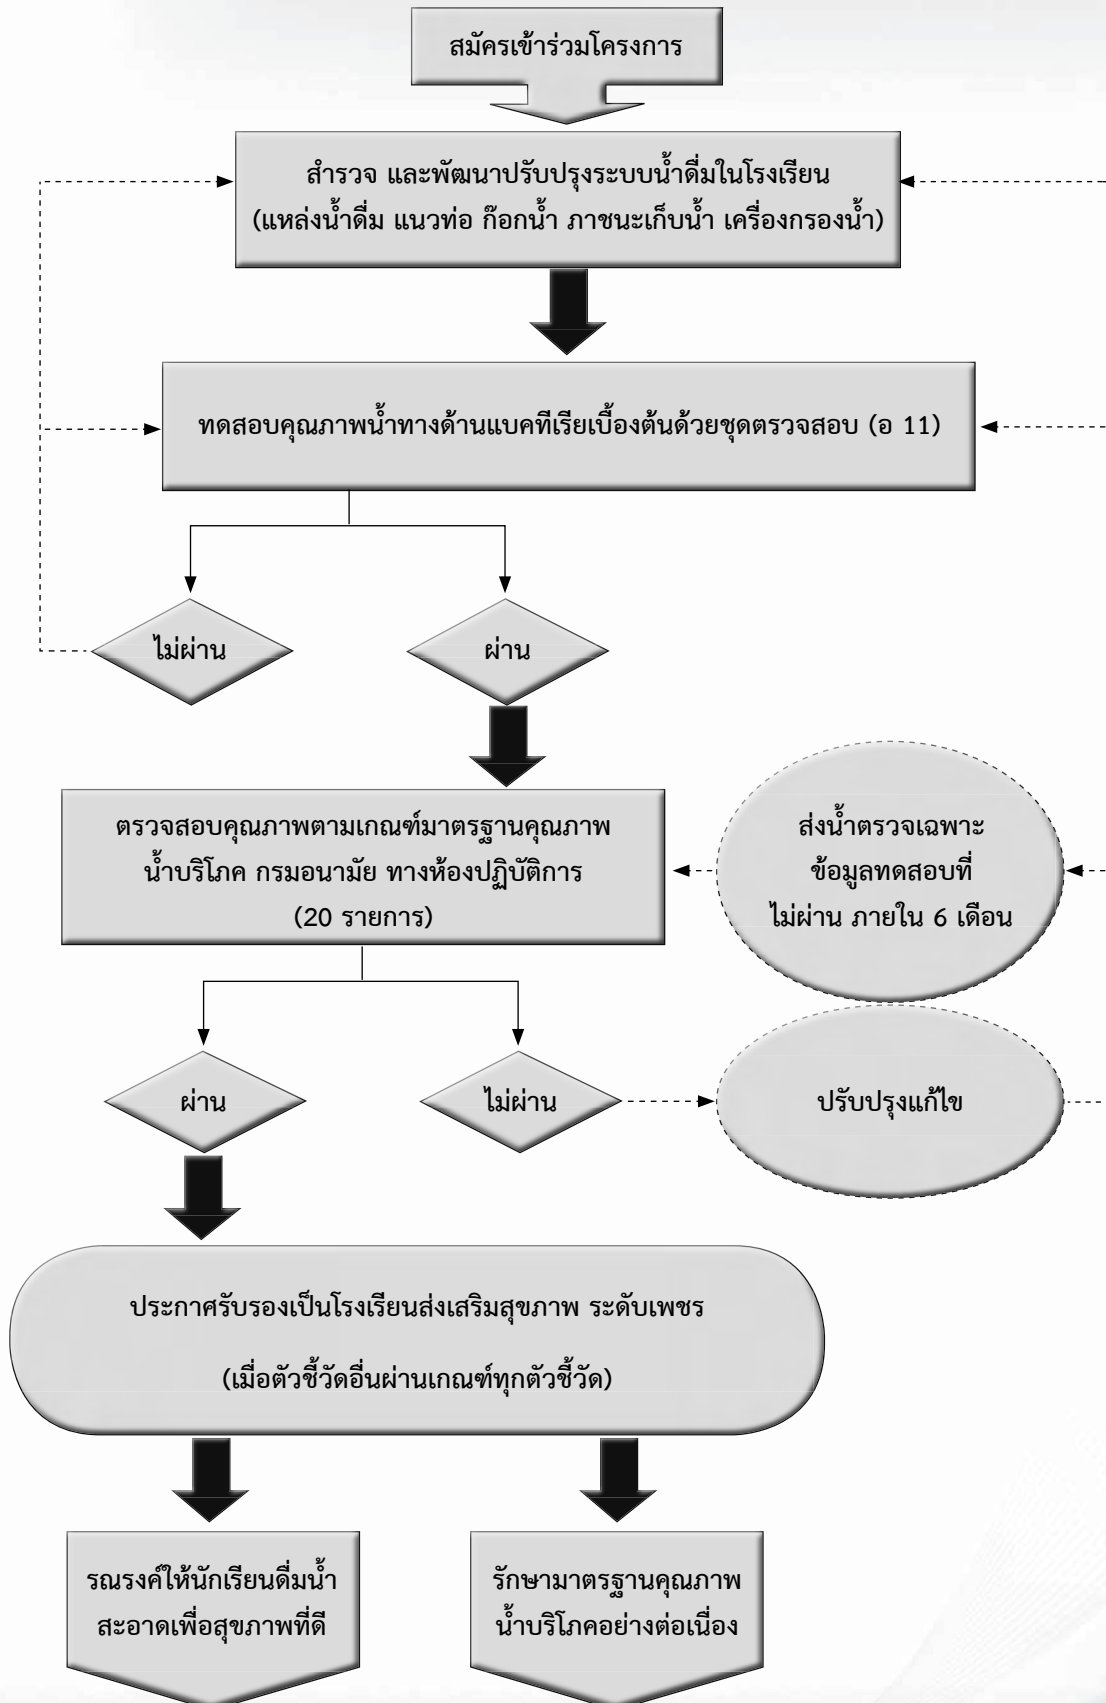 สมัครเข้าร่วมโครงการ
สำรวจ และพัฒนาปรับปรุงระบบน้ำดื่มในโรงเรียน
(แหล่งน้ำดื่ม แนวท่อ ก๊อกน้ำ ภาชนะเก็บน้ำ เครื่องกรองน้ำ)
ทดสอบคุณภาพน้ำทางด้านแบคทีเรียเบื้องต้นด้วยชุดตรวจสอบ (อ 11)
ไม่ผ่าน
ผ่าน
ตรวจสอบคุณภาพตามเกณฑ์มาตรฐานคุณภาพ
น้ำบริโภค กรมอนามัย ทางห้องปฏิบัติการ
(20 รายการ)
ส่งน้ำตรวจเฉพาะ
ข้อมูลทดสอบที่
ไม่ผ่าน ภายใน 6 เดือน
ผ่าน
ไม่ผ่าน
ปรับปรุงแก้ไข
ประกาศรับรองเป็นโรงเรียนส่งเสริมสุขภาพ ระดับเพชร
(เมื่อตัวชี้วัดอื่นผ่านเกณฑ์ทุกตัวชี้วัด)
รณรงค์ให้นักเรียนดื่มน้ำ
สะอาดเพื่อสุขภาพที่ดี
รักษามาตรฐานคุณภาพ
น้ำบริโภคอย่างต่อเนื่อง